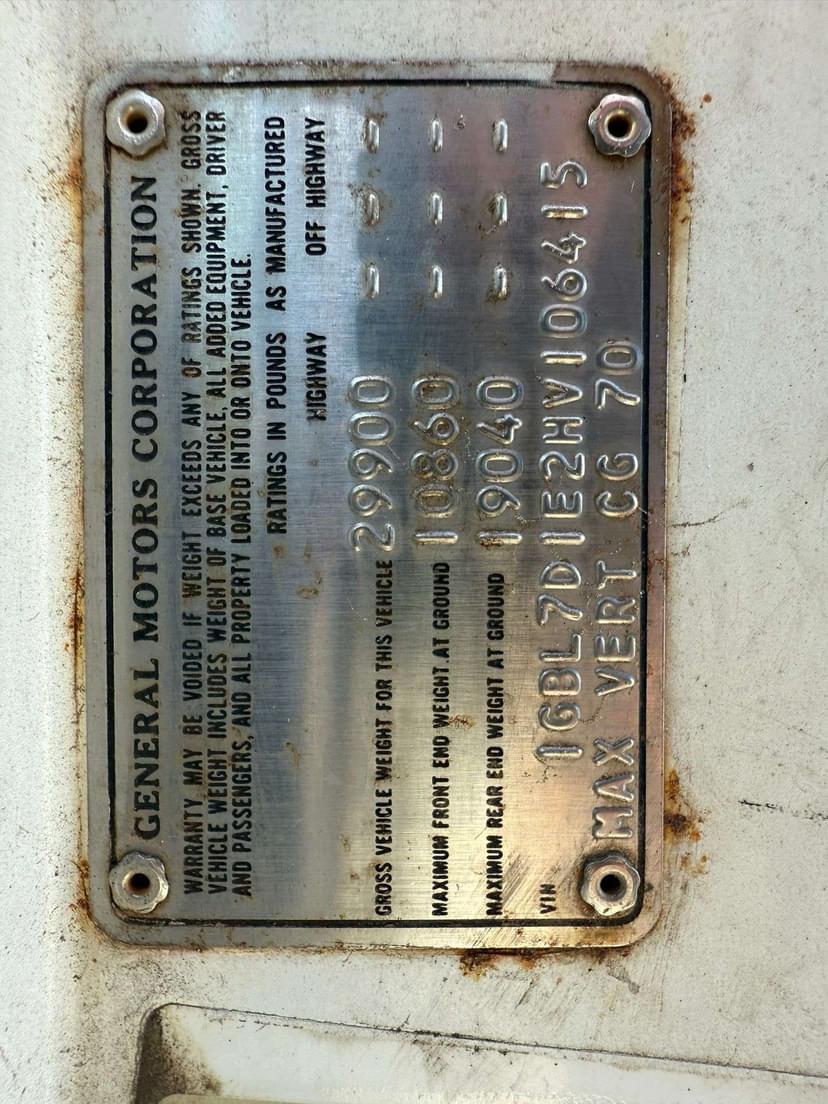 GENERAL MOTORS CORPORATION
WARRANTY MAY BE VOIDED IF WEIGHT EXCEEDS ANY OF RATINGS SHOWN. GROSS
VEHICLE WEIGHT INCLUDES WEIGHT OF BASE VEHICLE, ALL ADDED EQUIPMENT, DRIVER
AND PASSENGERS, AND ALL PROPERTY LOADED INTO OR ONTO VEHICLE.
RATINGS IN POUNDS AS MANUFACTURED
HIGHWAY OFF HIGHWAY
GROSS VEHICLE WEIGHT FOR THIS VEHICLE 29900 - - -
MAXIMUM FRONT END WEIGHT AT GROUND 10860 - - -
MAXIMUM REAR END WEIGHT AT GROUND 19040 - - -
VIN 1GBL7D1E2HV106415
MAX VERT CG 70